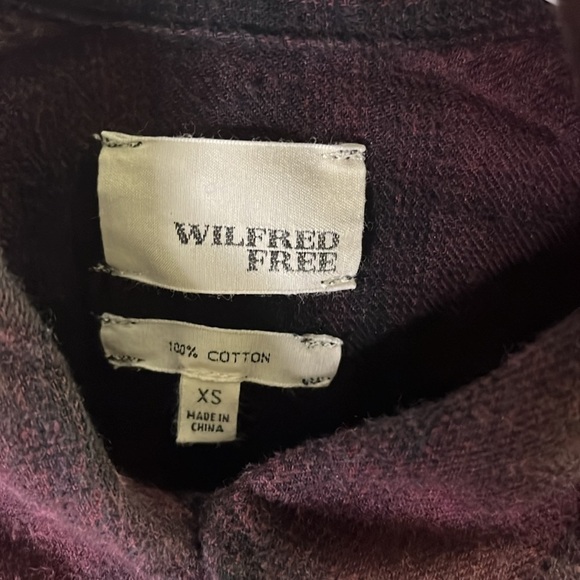 WILFRED
FREE
100% COTTON
XS
MADE IN
CHINA